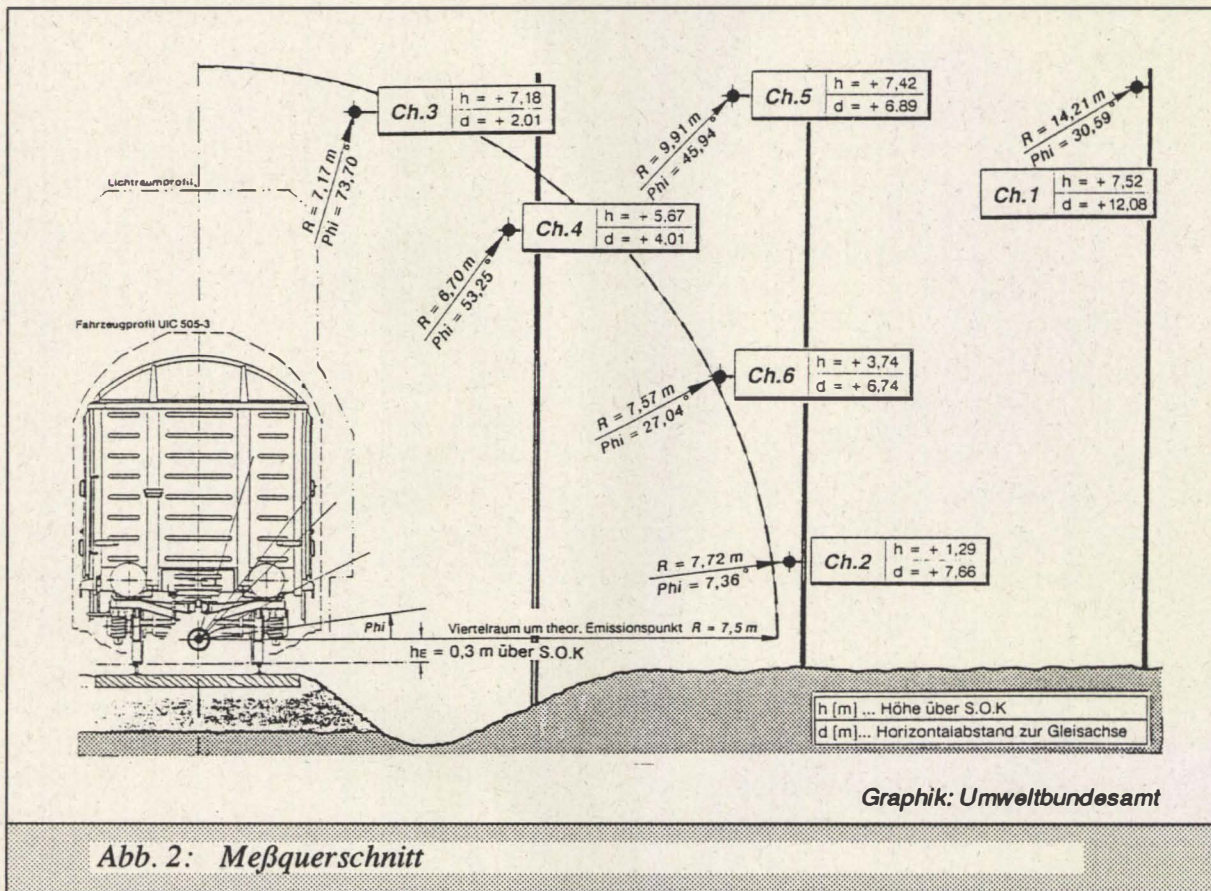 Ch.3
h = + 7,18
d = + 2.01
R = 7,17 m
Phi = 73,70 °
Ch.5
h = + 7,42
d = + 6.89
R = 9,91 m
Phi = 45,94 °
R = 14,21 m
Phi = 30,59 °
Ch.1
h = + 7,52
d = +12,08
Lichtraumprofil
Ch.4
h = + 5,67
d = + 4.01
R = 6,70 m
Phi = 53,25 °
Fahrzeugprofil UIC 505-3
Ch.6
h = + 3,74
d = + 6,74
R = 7,57 m
Phi = 27,04 °
Ch.2
h = + 1,29
d = + 7,66
R = 7,72 m
Phi = 7,36 °
Phi
Viertelraum um theor. Emissionspunkt R = 7,5 m
hE = 0,3 m über S.O.K
h [m] ... Höhe über S.O.K
d [m]... Horizontalabstand zur Gleisachse
Graphik: Umweltbundesamt
Abb. 2: Meßquerschnitt